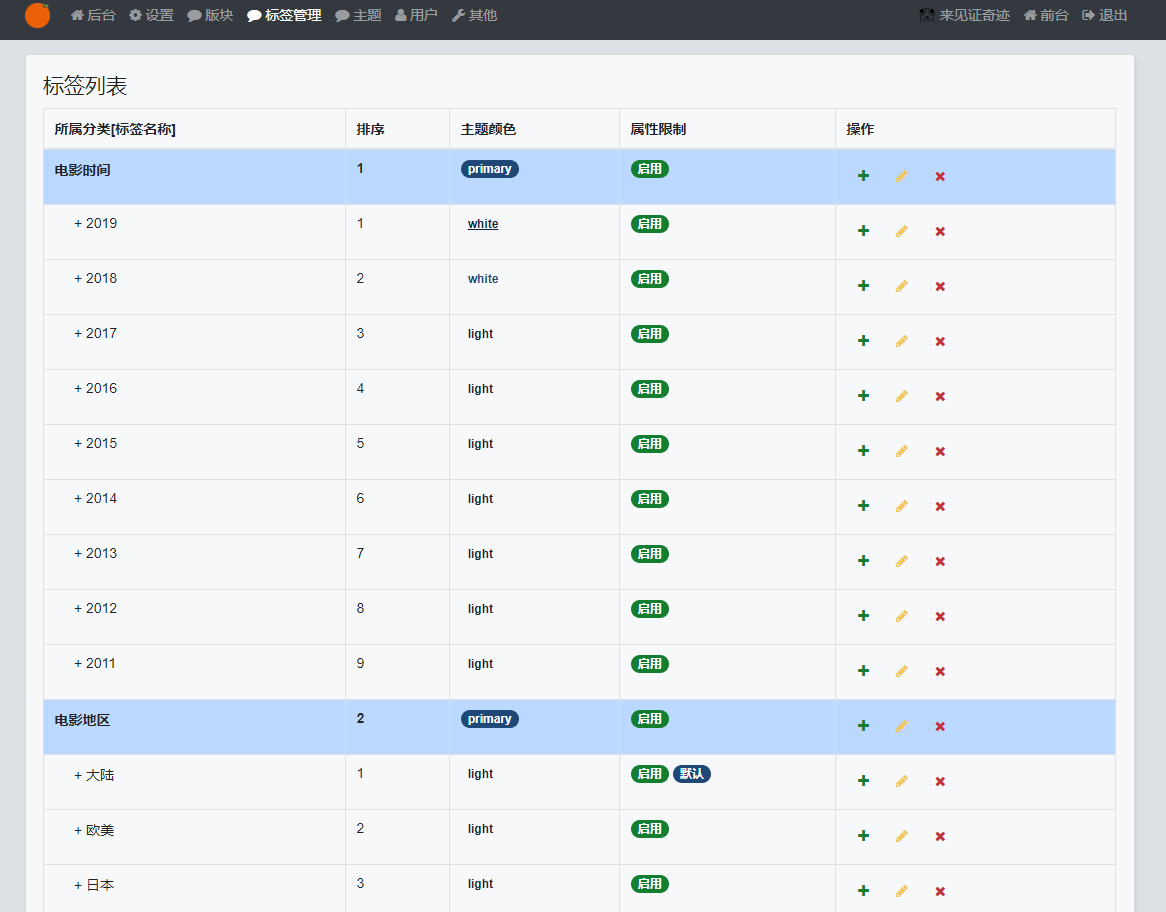 后台 设置 版块 标签管理 主题 用户 其他 来见证奇迹 前台 退出
标签列表
所属分类[标签名称] 排序 主题颜色 属性限制 操作
电影时间 1 primary 启用
+ 2019 1 white 启用
+ 2018 2 white 启用
+ 2017 3 light 启用
+ 2016 4 light 启用
+ 2015 5 light 启用
+ 2014 6 light 启用
+ 2013 7 light 启用
+ 2012 8 light 启用
+ 2011 9 light 启用
电影地区 2 primary 启用
+ 大陆 1 light 启用 默认
+ 欧美 2 light 启用
+ 日本 3 light 启用